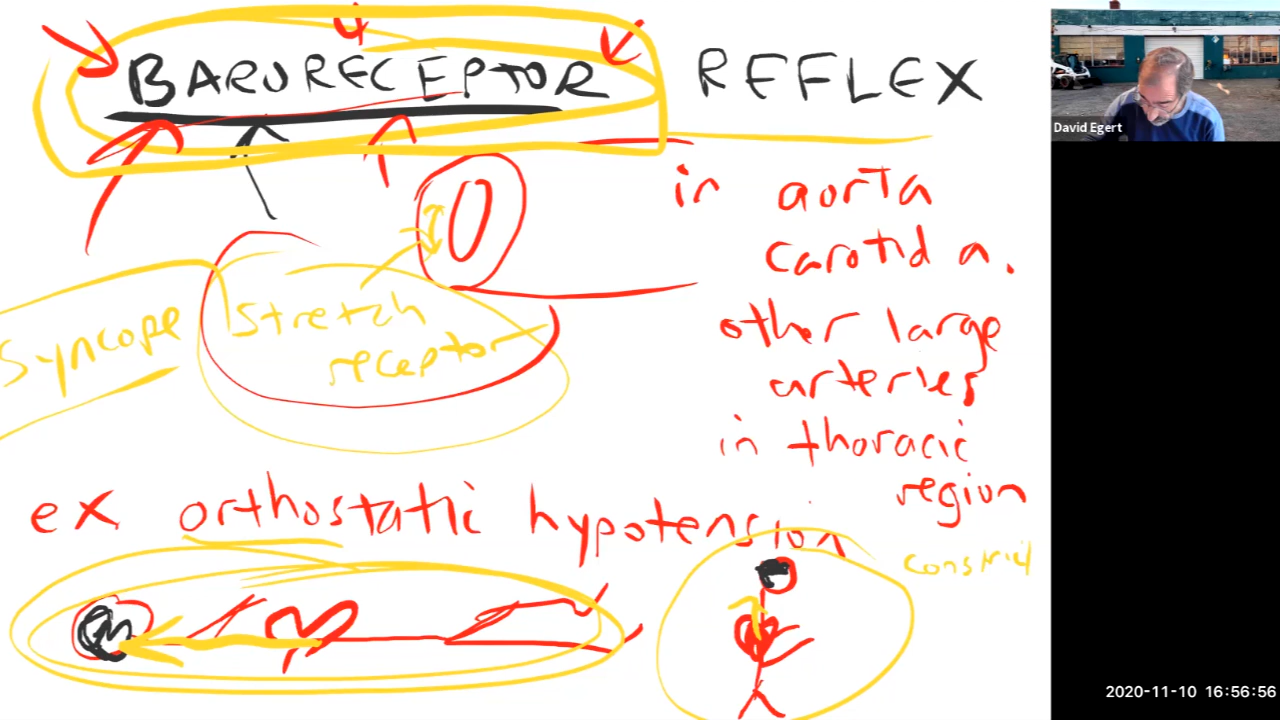 BARORECEPTOR REFLEX
David Egert
in aorta
carotid a.
other large
arteries
in thoracic
region
Syncope
stretch
receptor
ex orthostatic hypotension
2020-11-10 16:56:56